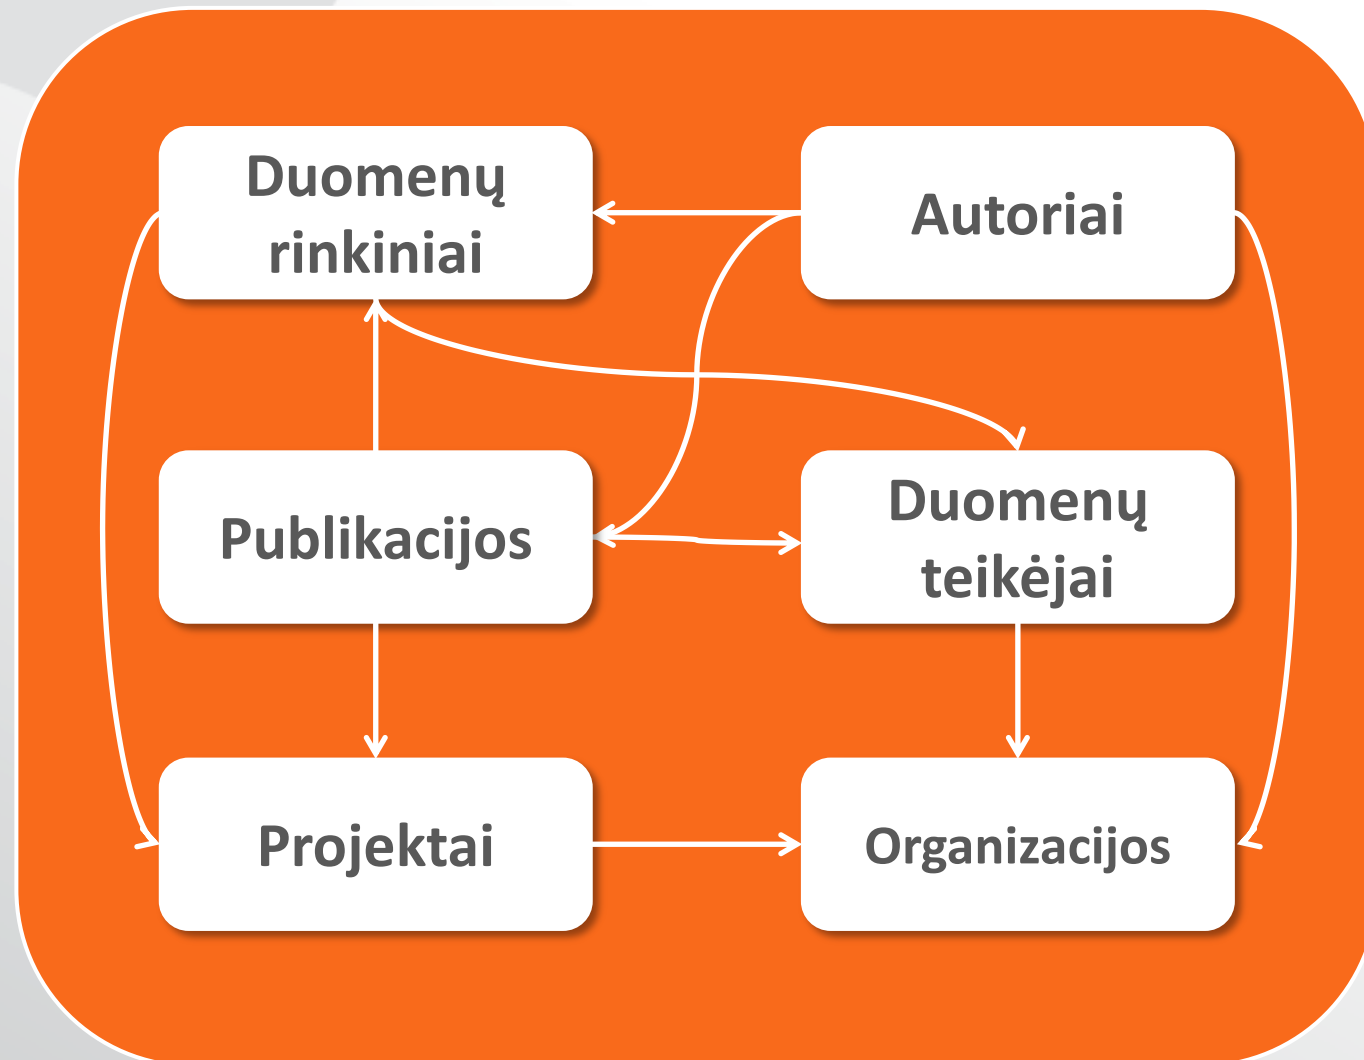 Duomenų
rinkiniai
Autoriai
Publikacijos
Duomenų
teikėjai
Projektai
Organizacijos